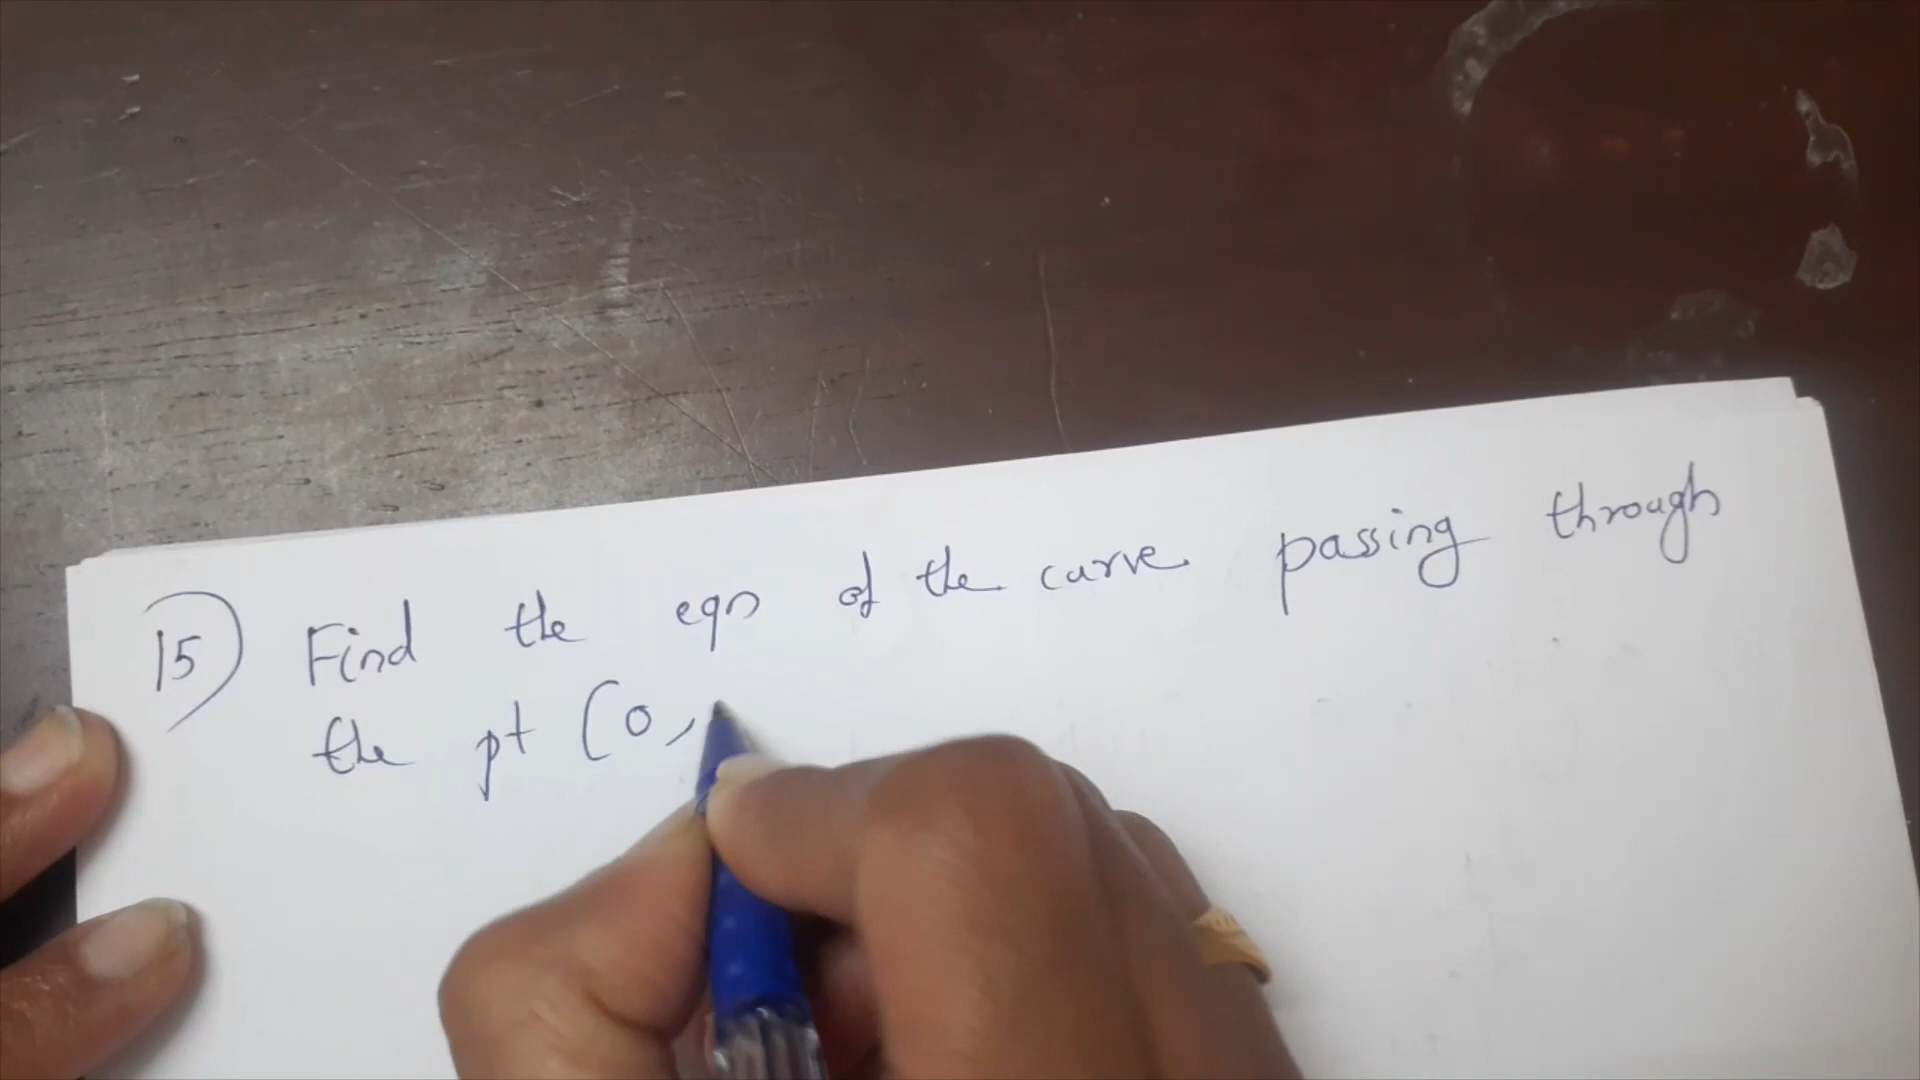 15) Find the eqn of the curve passing through
the pt (0,